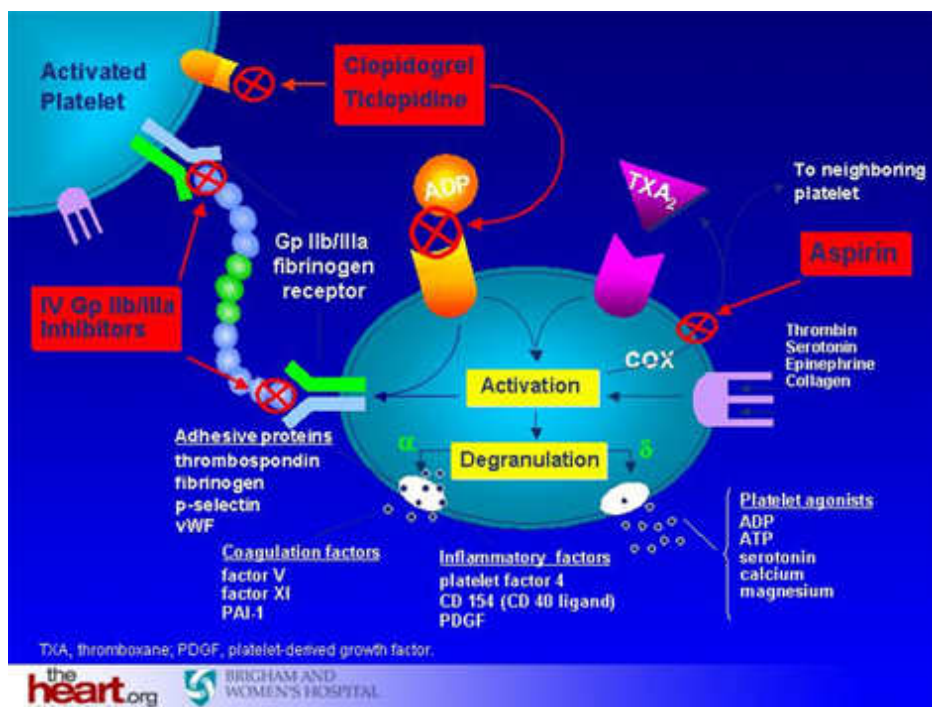 Activated
Platelet
Clopidogrel
Ticlopidine
ADP
TXA2
To neighboring
platelet
Gp IIb/IIIa
fibrinogen
receptor
Aspirin
IV Gp IIb/IIIa
Inhibitors
COX
Thrombin
Serotonin
Epinephrine
Collagen
Activation
Degranulation
α
δ
Adhesive proteins
thrombospondin
fibrinogen
p-selectin
vWF
Coagulation factors
factor V
factor XI
PAI-1
Inflammatory factors
platelet factor 4
CD 154 (CD 40 ligand)
PDGF
Platelet agonists
ADP
ATP
serotonin
calcium
magnesium
TXA, thromboxane; PDGF, platelet-derived growth factor.
the
heart.org
BRIGHAM AND
WOMEN'S HOSPITAL